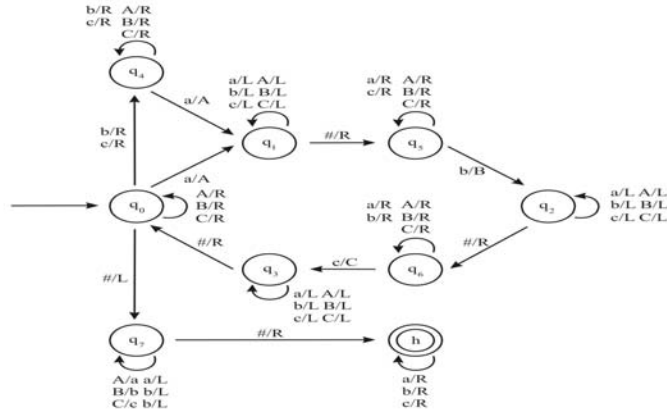 b/R A/R
c/R B/R
C/R
q4
a/A
a/L A/L
b/L B/L
c/L C/L
q1
#/R
a/R A/R
c/R B/R
C/R
q5
b/B
b/R
c/R
a/A
q0
A/R
B/R
C/R
q2
a/L A/L
b/L B/L
c/L C/L
#/R
a/R A/R
b/R B/R
C/R
q6
c/C
q3
#/R
a/L A/L
b/L B/L
c/L C/L
#/L
q7
#/R
h
A/a a/L
B/b b/L
C/c b/L
a/R
b/R
c/R